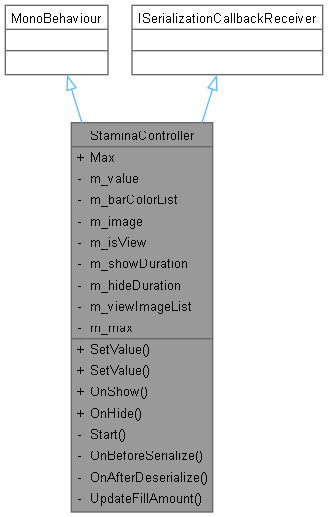 MonoBehaviour
ISerializationCallbackReceiver
StaminaController
+ Max
- m_value
- m_barColorList
- m_image
- m_isView
- m_showDuration
- m_hideDuration
- m_viewImageList
- m_max
+ SetValue()
+ SetValue()
+ OnShow()
+ OnHide()
- Start()
- OnBeforeSerialize()
- OnAfterDeserialize()
- UpdateFillAmount()